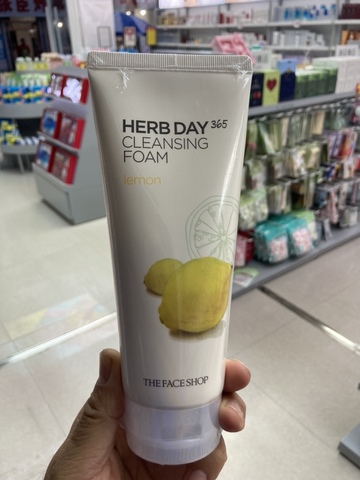 HERB DAY 365
CLEANSING
FOAM
lemon
THE FACE SHOP